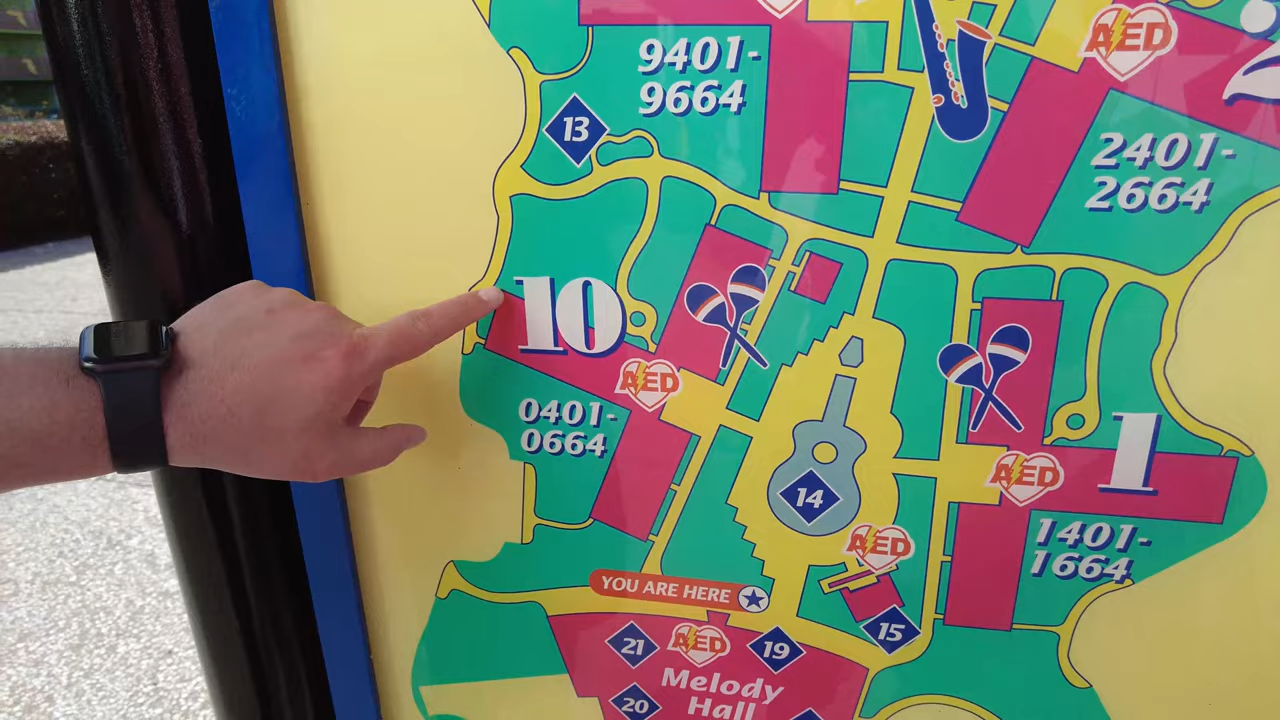 9401-
9664
AED
2
13
2401-
2664
10
AED
0401-
0664
14
1
AED
1401-
1664
AED
YOU ARE HERE
15
21
AED
19
20
Melody
Hall